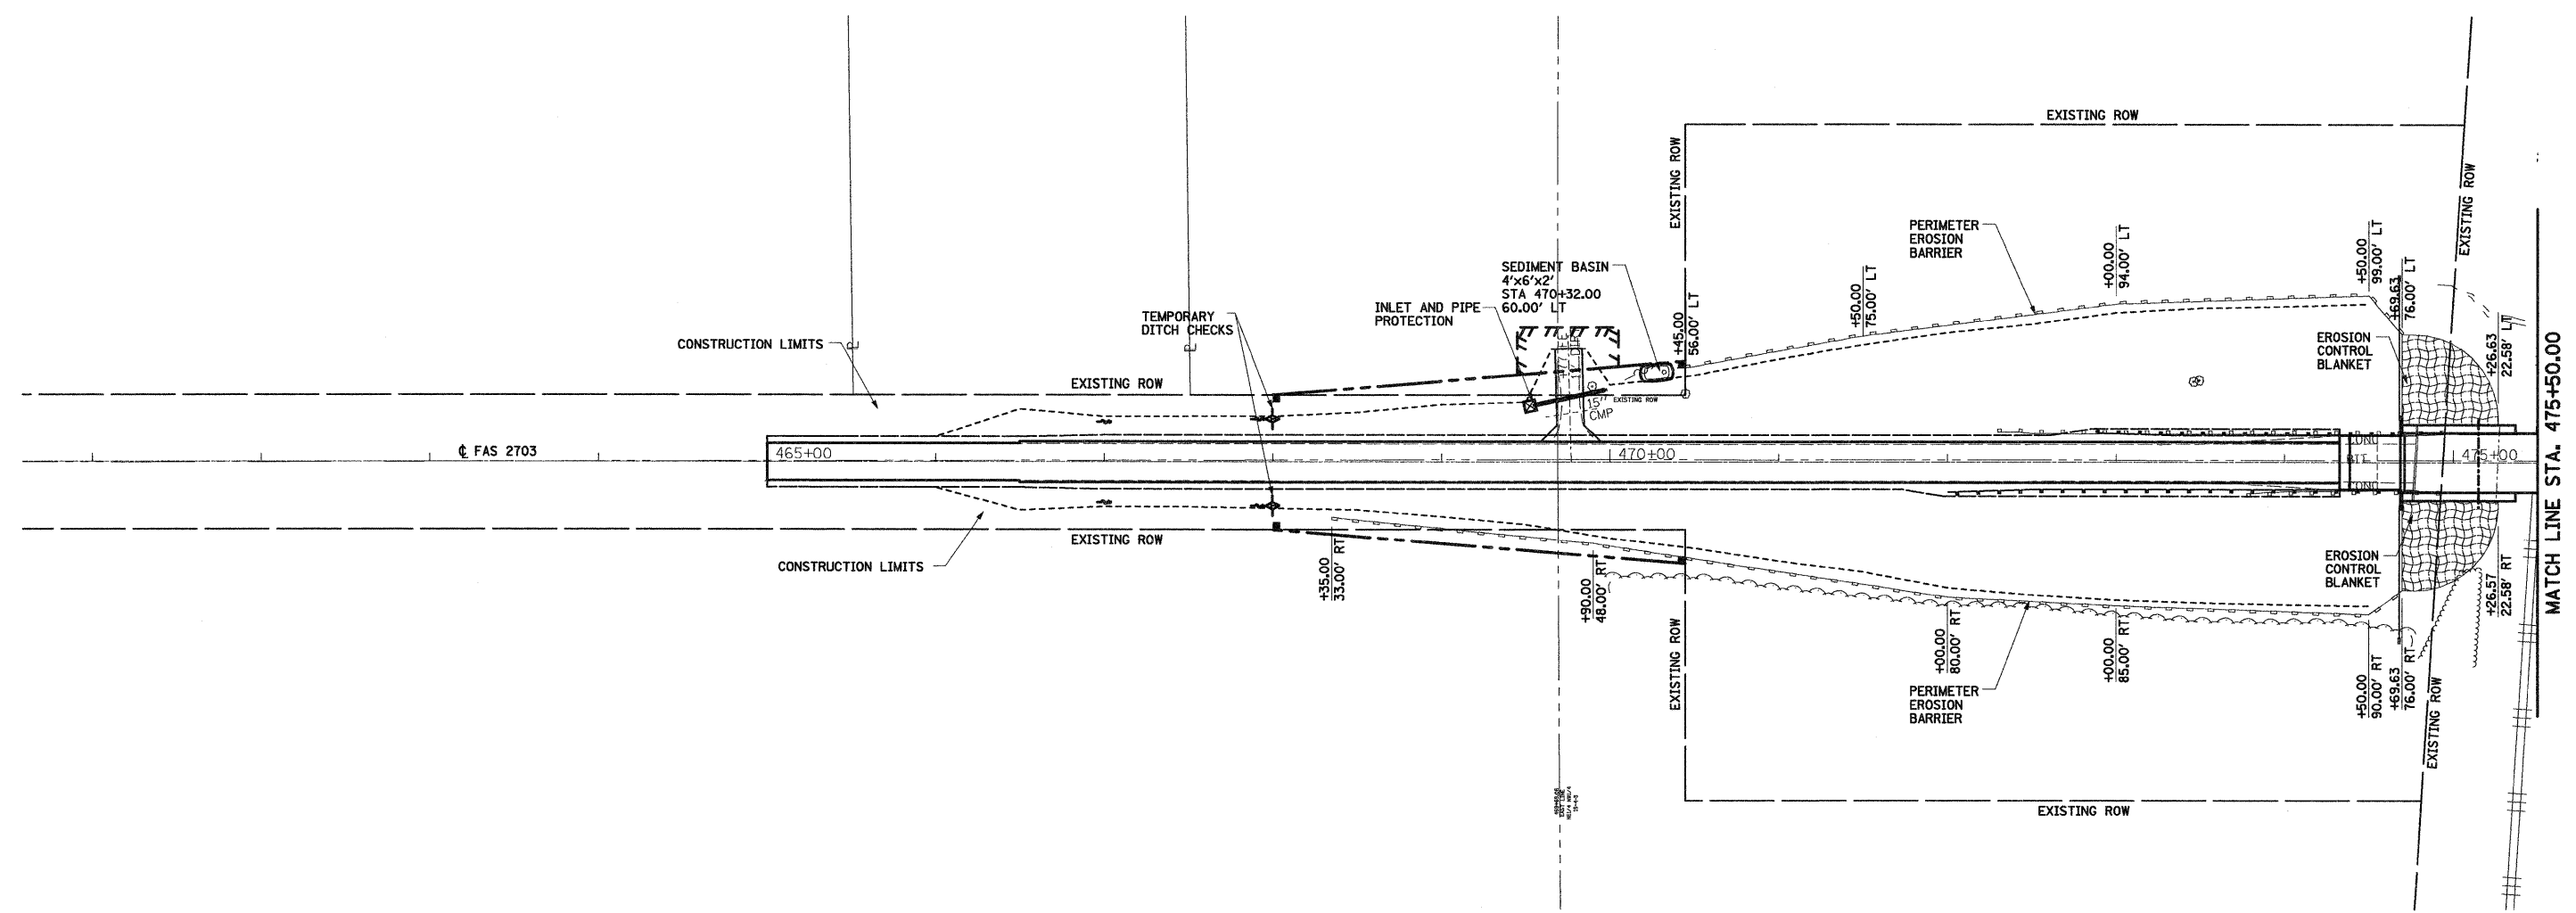 EXISTING ROW
EXISTING ROW
EXISTING ROW
PERIMETER
EROSION
BARRIER
+00.00
94.00' LT
+50.00
99.00' LT
+69.63
76.00' LT
+50.00
75.00' LT
SEDIMENT BASIN
4'x6'x2'
STA 470+32.00
60.00' LT
INLET AND PIPE
PROTECTION
+45.00
56.00' LT
TEMPORARY
DITCH CHECKS
CONSTRUCTION LIMITS
EROSION
CONTROL
BLANKET
+26.63
22.58' LT
EXISTING ROW
EXISTING ROW
15"
CMP
℄ FAS 2703
465+00
470+00
475+00
BIT
MATCH LINE STA. 475+50.00
EXISTING ROW
CONSTRUCTION LIMITS
+35.00
33.00' RT
+90.00
48.00' RT
EROSION
CONTROL
BLANKET
+26.57
22.58' RT
+00.00
80.00' RT
+00.00
85.00' RT
+50.00
90.00' RT
+69.63
76.00' RT
EXISTING ROW
EXISTING ROW
PERIMETER
EROSION
BARRIER
EXISTING ROW